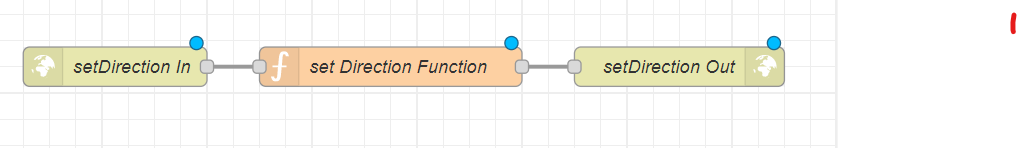 setDirection In
set Direction Function
setDirection Out